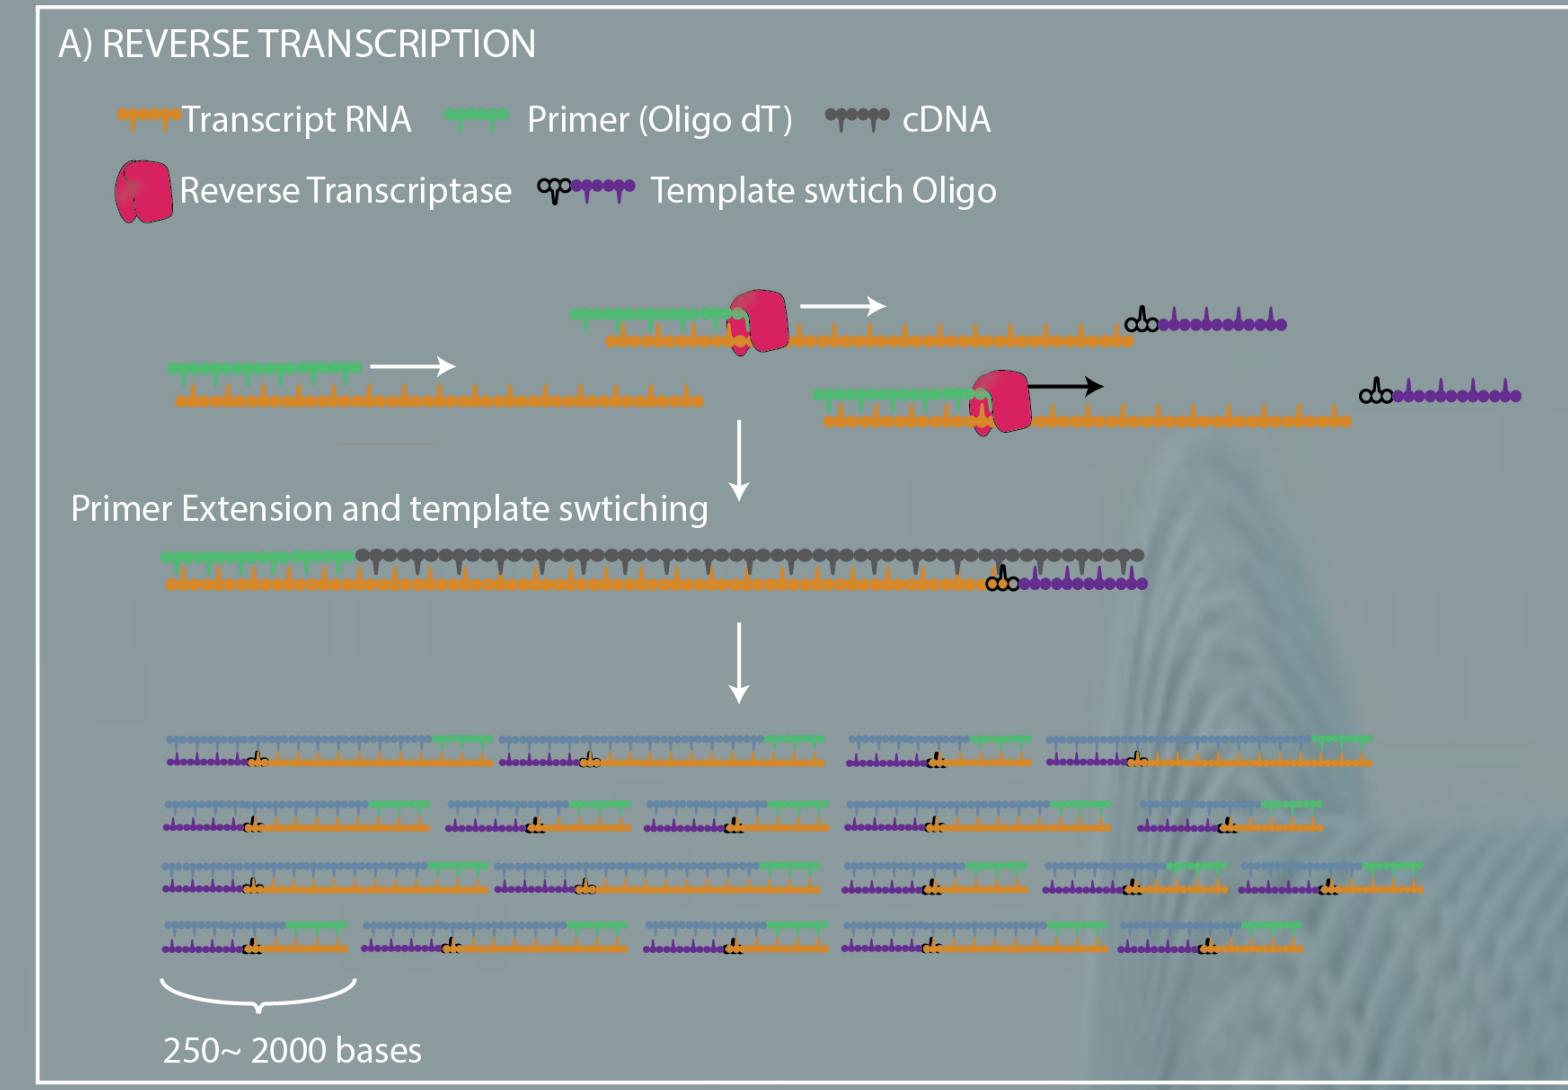 A) REVERSE TRANSCRIPTION
Transcript RNA Primer (Oligo dT) cDNA
Reverse Transcriptase Template swtich Oligo
Primer Extension and template swtiching
250~ 2000 bases